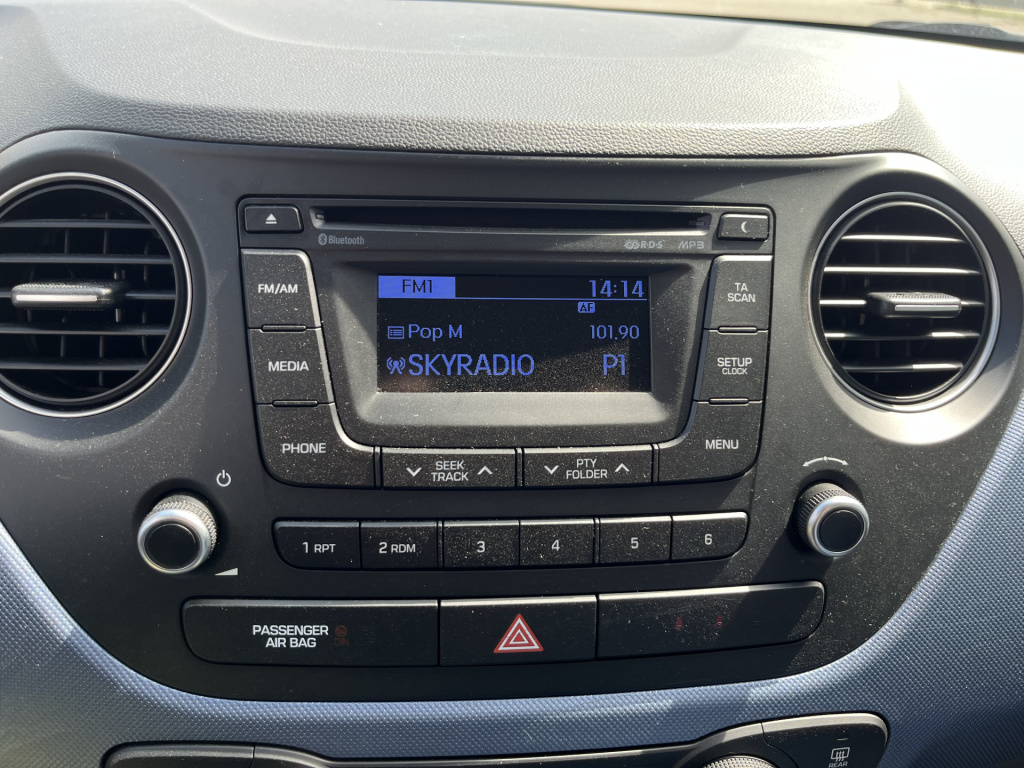 Bluetooth
R·D·S
MP3
FM/AM
FM1
14:14
TA
SCAN
AF
Pop M
101,90
MEDIA
SKYRADIO
P1
SETUP
CLOCK
PHONE
SEEK
TRACK
PTY
FOLDER
MENU
1 RPT
2 RDM
3
4
5
6
PASSENGER
AIR BAG
REAR